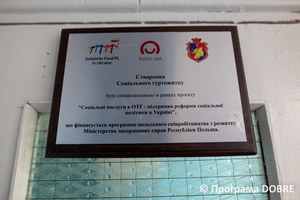 Solidarity Fund PL
in Ukraine
Polish aid
Створення
Соціального гуртожитку
було співфінансовано в рамках проекту
"Соціальні послуги в ОТГ - підтримка реформи соціальної
політики в Україні",
що фінансується програмою польського співробітництва з розвитку
Міністерства закордонних справ Республіки Польща.
© Програма DOBRE